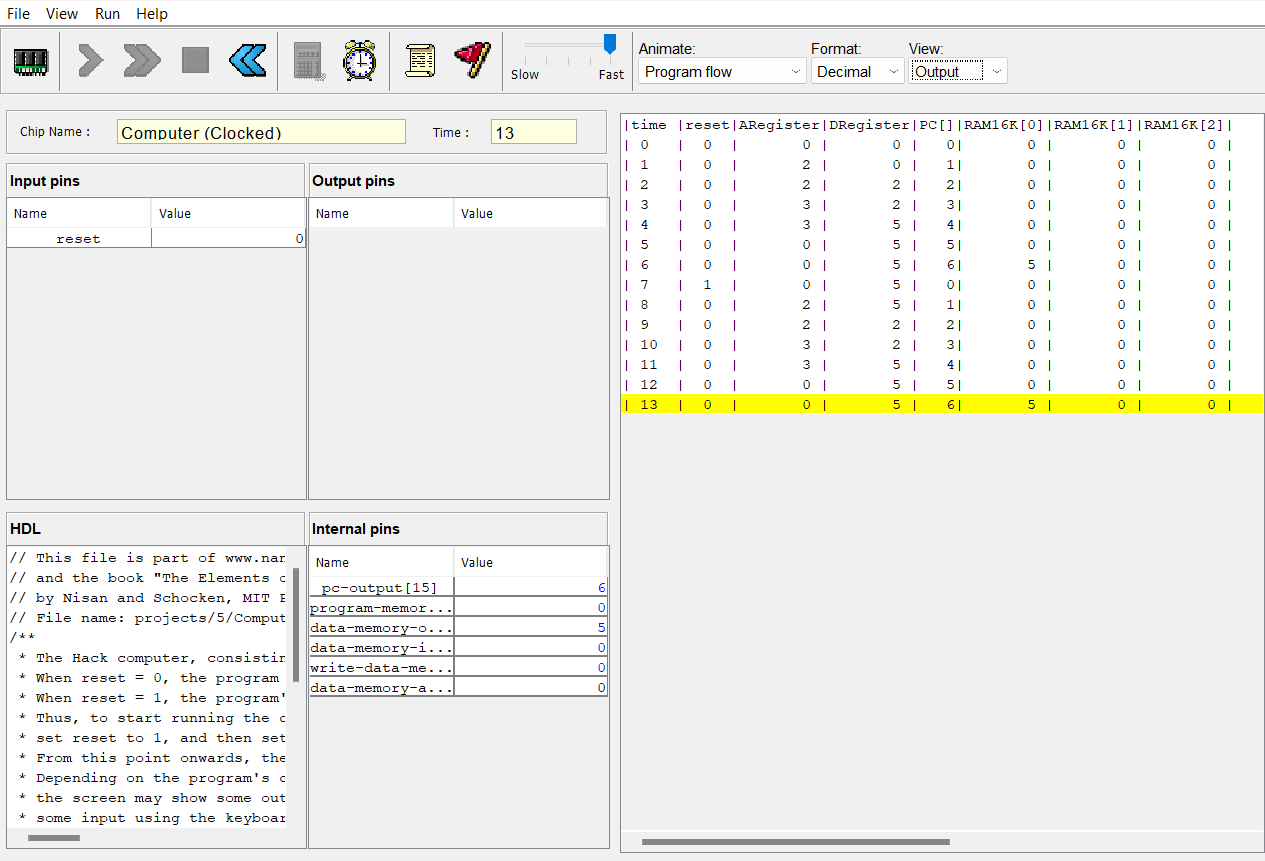 File View Run Help
Animate: Format: View:
Slow Fast Program flow Decimal Output
Chip Name : Computer (Clocked) Time : 13
Input pins
Name Value
reset 0
Output pins
Name Value
HDL
// This file is part of www.nan
// and the book "The Elements o
// by Nisan and Schocken, MIT P
// File name: projects/5/Comput
/**
* The Hack computer, consistin
* When reset = 0, the program
* When reset = 1, the program'
* Thus, to start running the c
* set reset to 1, and then set
* From this point onwards, the
* Depending on the program's c
* the screen may show some out
* some input using the keyboar
Internal pins
Name Value
pc-output[15] 6
program-memor... 0
data-memory-o... 5
data-memory-i... 0
write-data-me... 0
data-memory-a... 0
|time |reset|ARegister|DRegister|PC[]|RAM16K[0]|RAM16K[1]|RAM16K[2]|
| 0 | 0 | 0 | 0 | 0| 0 | 0 | 0 |
| 1 | 0 | 2 | 0 | 1| 0 | 0 | 0 |
| 2 | 0 | 2 | 2 | 2| 0 | 0 | 0 |
| 3 | 0 | 3 | 2 | 3| 0 | 0 | 0 |
| 4 | 0 | 3 | 5 | 4| 0 | 0 | 0 |
| 5 | 0 | 0 | 5 | 5| 0 | 0 | 0 |
| 6 | 0 | 0 | 5 | 6| 5 | 0 | 0 |
| 7 | 1 | 0 | 5 | 0| 0 | 0 | 0 |
| 8 | 0 | 2 | 5 | 1| 0 | 0 | 0 |
| 9 | 0 | 2 | 2 | 2| 0 | 0 | 0 |
| 10 | 0 | 3 | 2 | 3| 0 | 0 | 0 |
| 11 | 0 | 3 | 5 | 4| 0 | 0 | 0 |
| 12 | 0 | 0 | 5 | 5| 0 | 0 | 0 |
| 13 | 0 | 0 | 5 | 6| 5 | 0 | 0 |